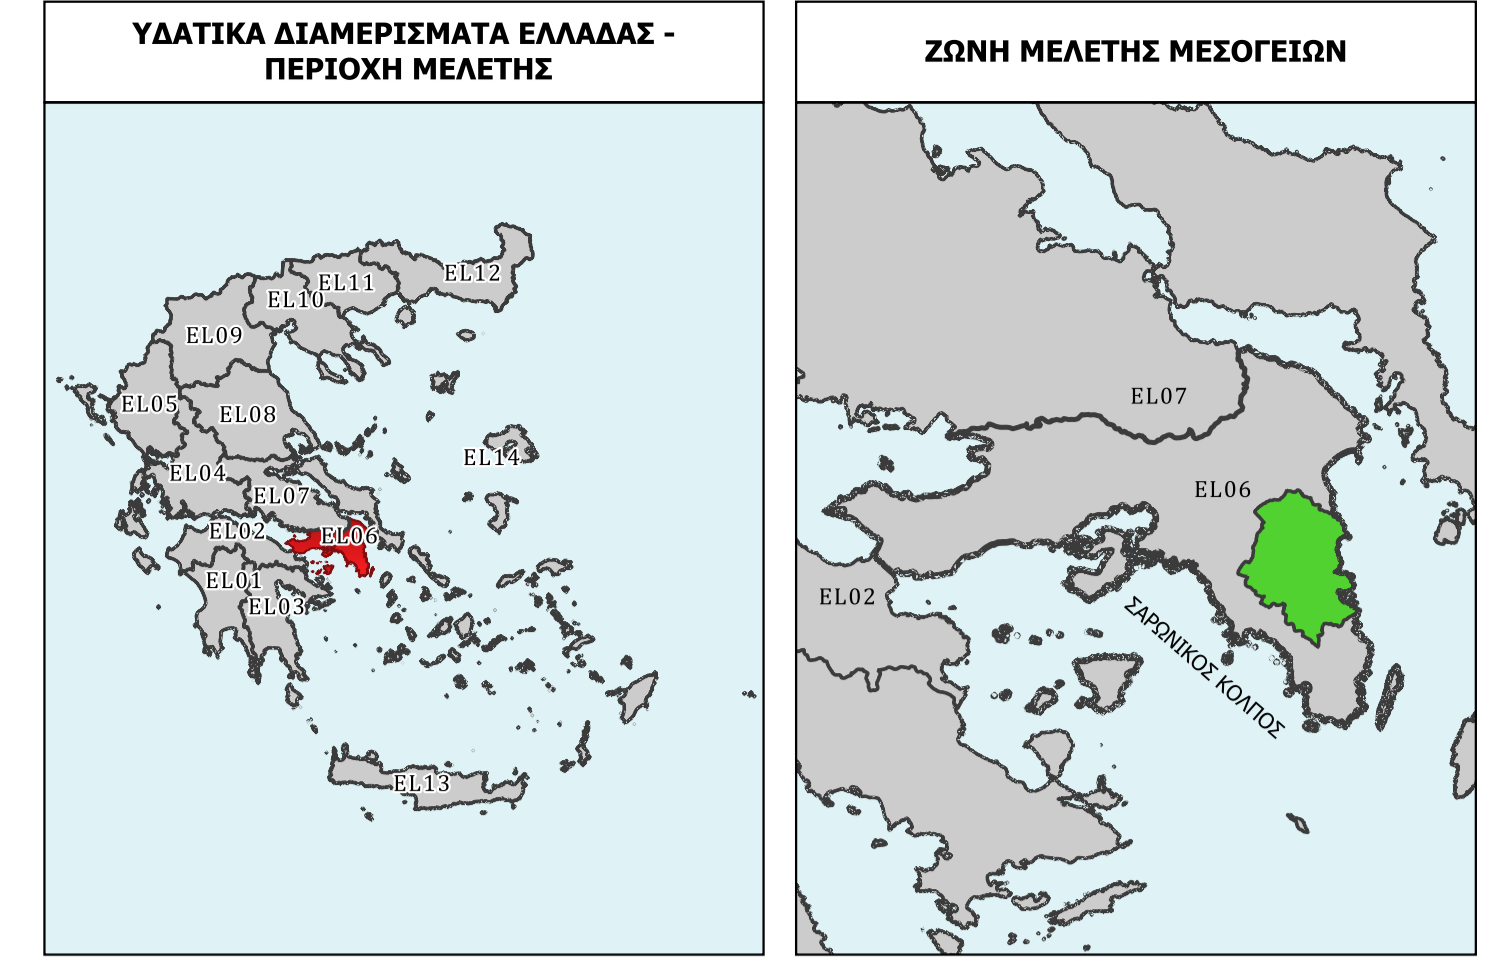 ΥΔΑΤΙΚΑ ΔΙΑΜΕΡΙΣΜΑΤΑ ΕΛΛΑΔΑΣ -
ΠΕΡΙΟΧΗ ΜΕΛΕΤΗΣ
EL12
EL11
EL10
EL09
EL05
EL08
EL14
EL04
EL07
EL02
EL06
EL01
EL03
EL13
ΖΩΝΗ ΜΕΛΕΤΗΣ ΜΕΣΟΓΕΙΩΝ
EL07
EL06
EL02
ΣΑΡΩΝΙΚΟΣ ΚΟΛΠΟΣ